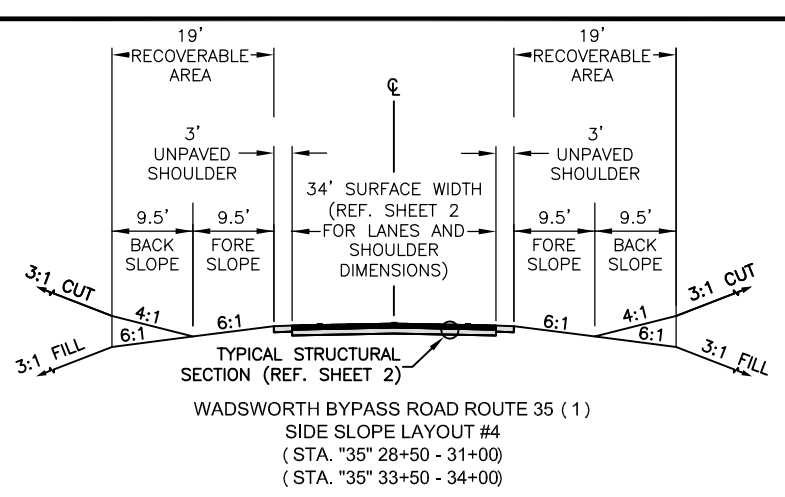 19' 19'
RECOVERABLE RECOVERABLE
AREA AREA
℄
3' 3'
UNPAVED UNPAVED
SHOULDER SHOULDER
34' SURFACE WIDTH
(REF. SHEET 2
FOR LANES AND
SHOULDER
DIMENSIONS)
9.5' 9.5' 9.5' 9.5'
BACK FORE FORE BACK
SLOPE SLOPE SLOPE SLOPE
3:1 CUT 4:1 4:1 3:1 CUT
6:1 6:1 6:1 6:1
3:1 FILL 3:1 FILL
TYPICAL STRUCTURAL
SECTION (REF. SHEET 2)
WADSWORTH BYPASS ROAD ROUTE 35 (1)
SIDE SLOPE LAYOUT #4
(STA. "35" 28+50 - 31+00)
(STA. "35" 33+50 - 34+00)